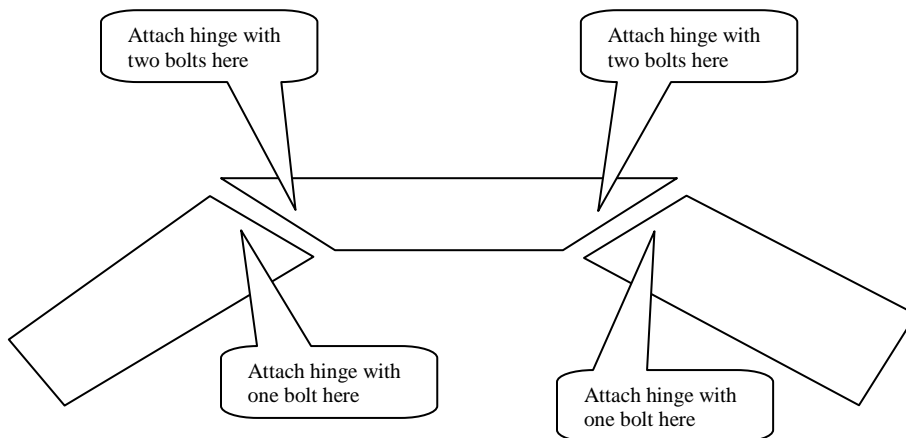 Attach hinge with
two bolts here
Attach hinge with
two bolts here
Attach hinge with
one bolt here
Attach hinge with
one bolt here